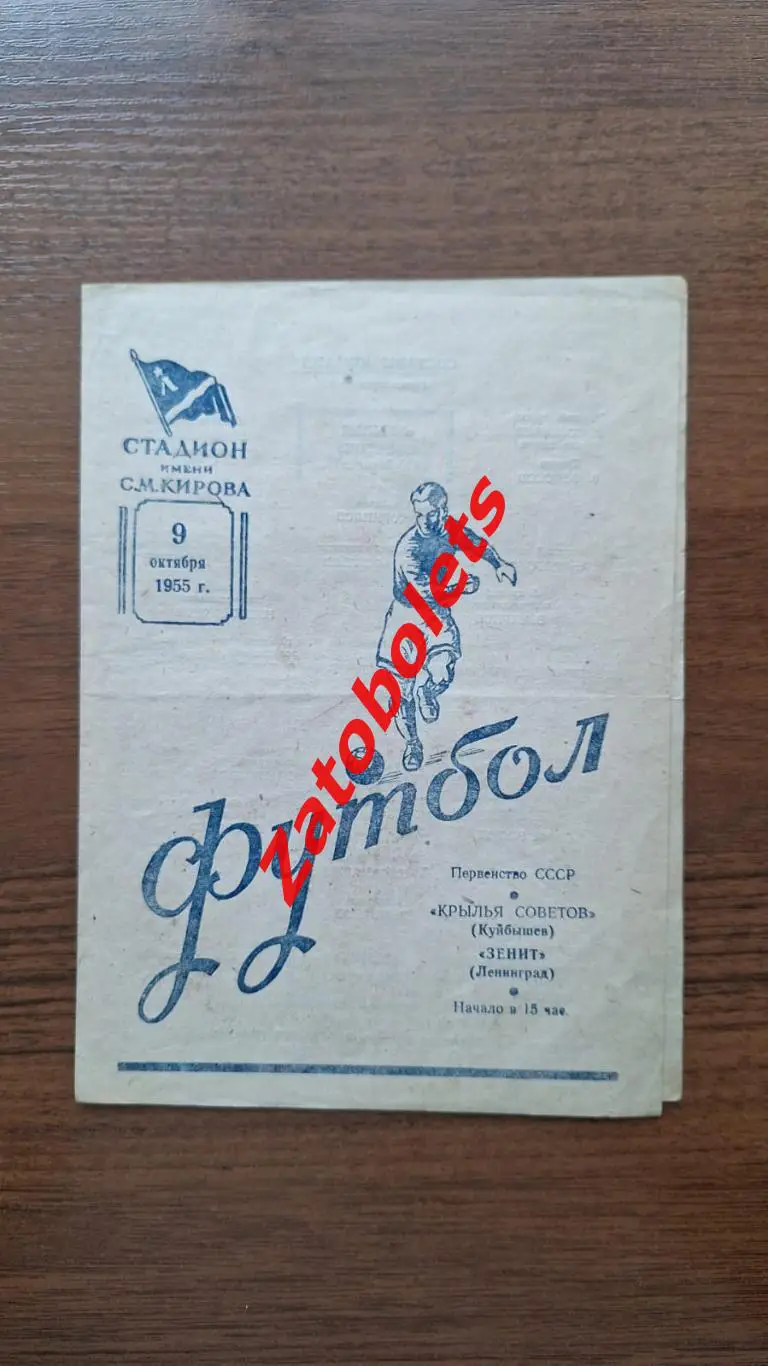 СТАДИОН
ИМЕНИ
С.М.КИРОВА
9
октября
1955 г.
Zatobolets
футбол
Первенство СССР
«КРЫЛЬЯ СОВЕТОВ»
(Куйбышев)
«ЗЕНИТ»
(Ленинград)
Начало в 15 час.